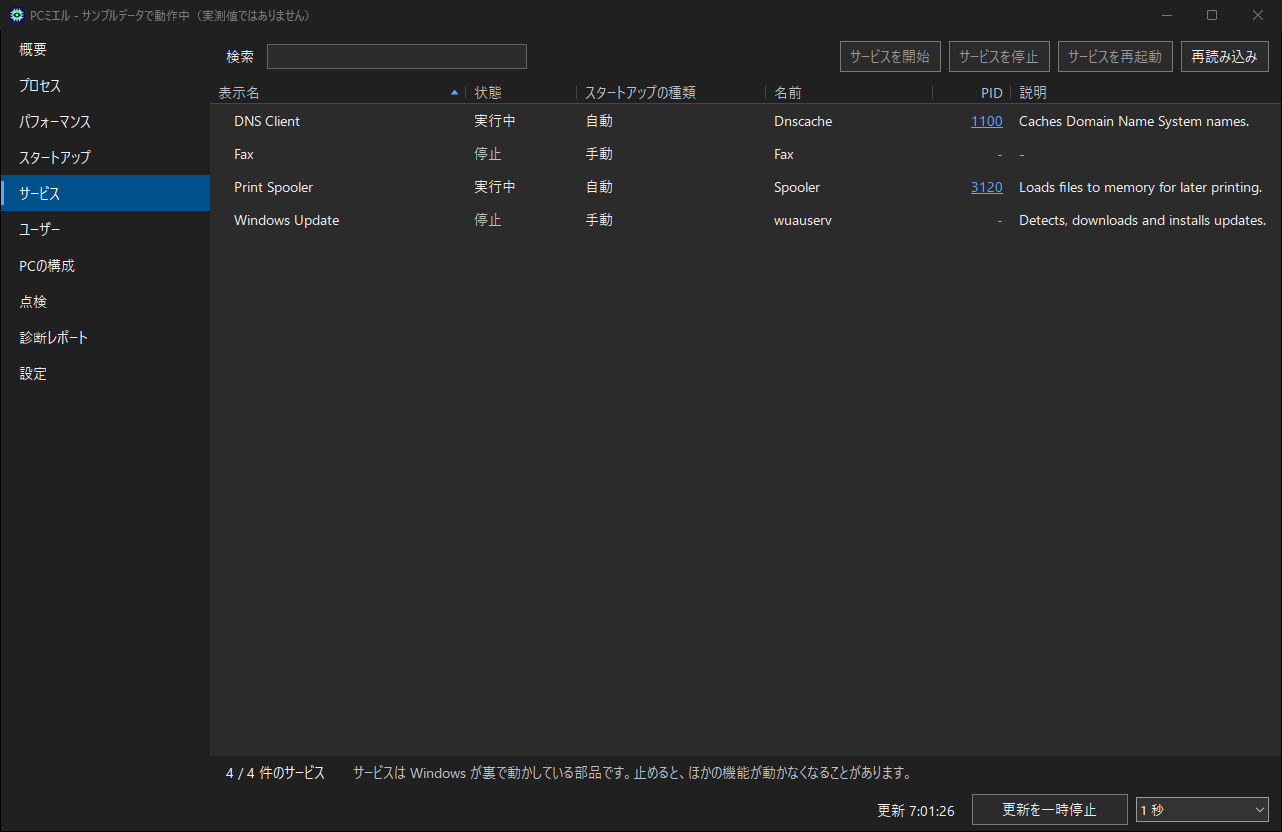 PCミエル - サンプルデータで動作中（実測値ではありません）
概要
プロセス
パフォーマンス
スタートアップ
サービス
ユーザー
PCの構成
点検
診断レポート
設定
検索 サービスを開始 サービスを停止 サービスを再起動 再読み込み
表示名 状態 スタートアップの種類 名前 PID 説明
DNS Client 実行中 自動 Dnscache 1100 Caches Domain Name System names.
Fax 停止 手動 Fax - -
Print Spooler 実行中 自動 Spooler 3120 Loads files to memory for later printing.
Windows Update 停止 手動 wuauserv - Detects, downloads and installs updates.
4 / 4 件のサービス サービスは Windows が裏で動かしている部品です。止めると、ほかの機能が動かなくなることがあります。
更新 7:01:26 更新を一時停止 1 秒